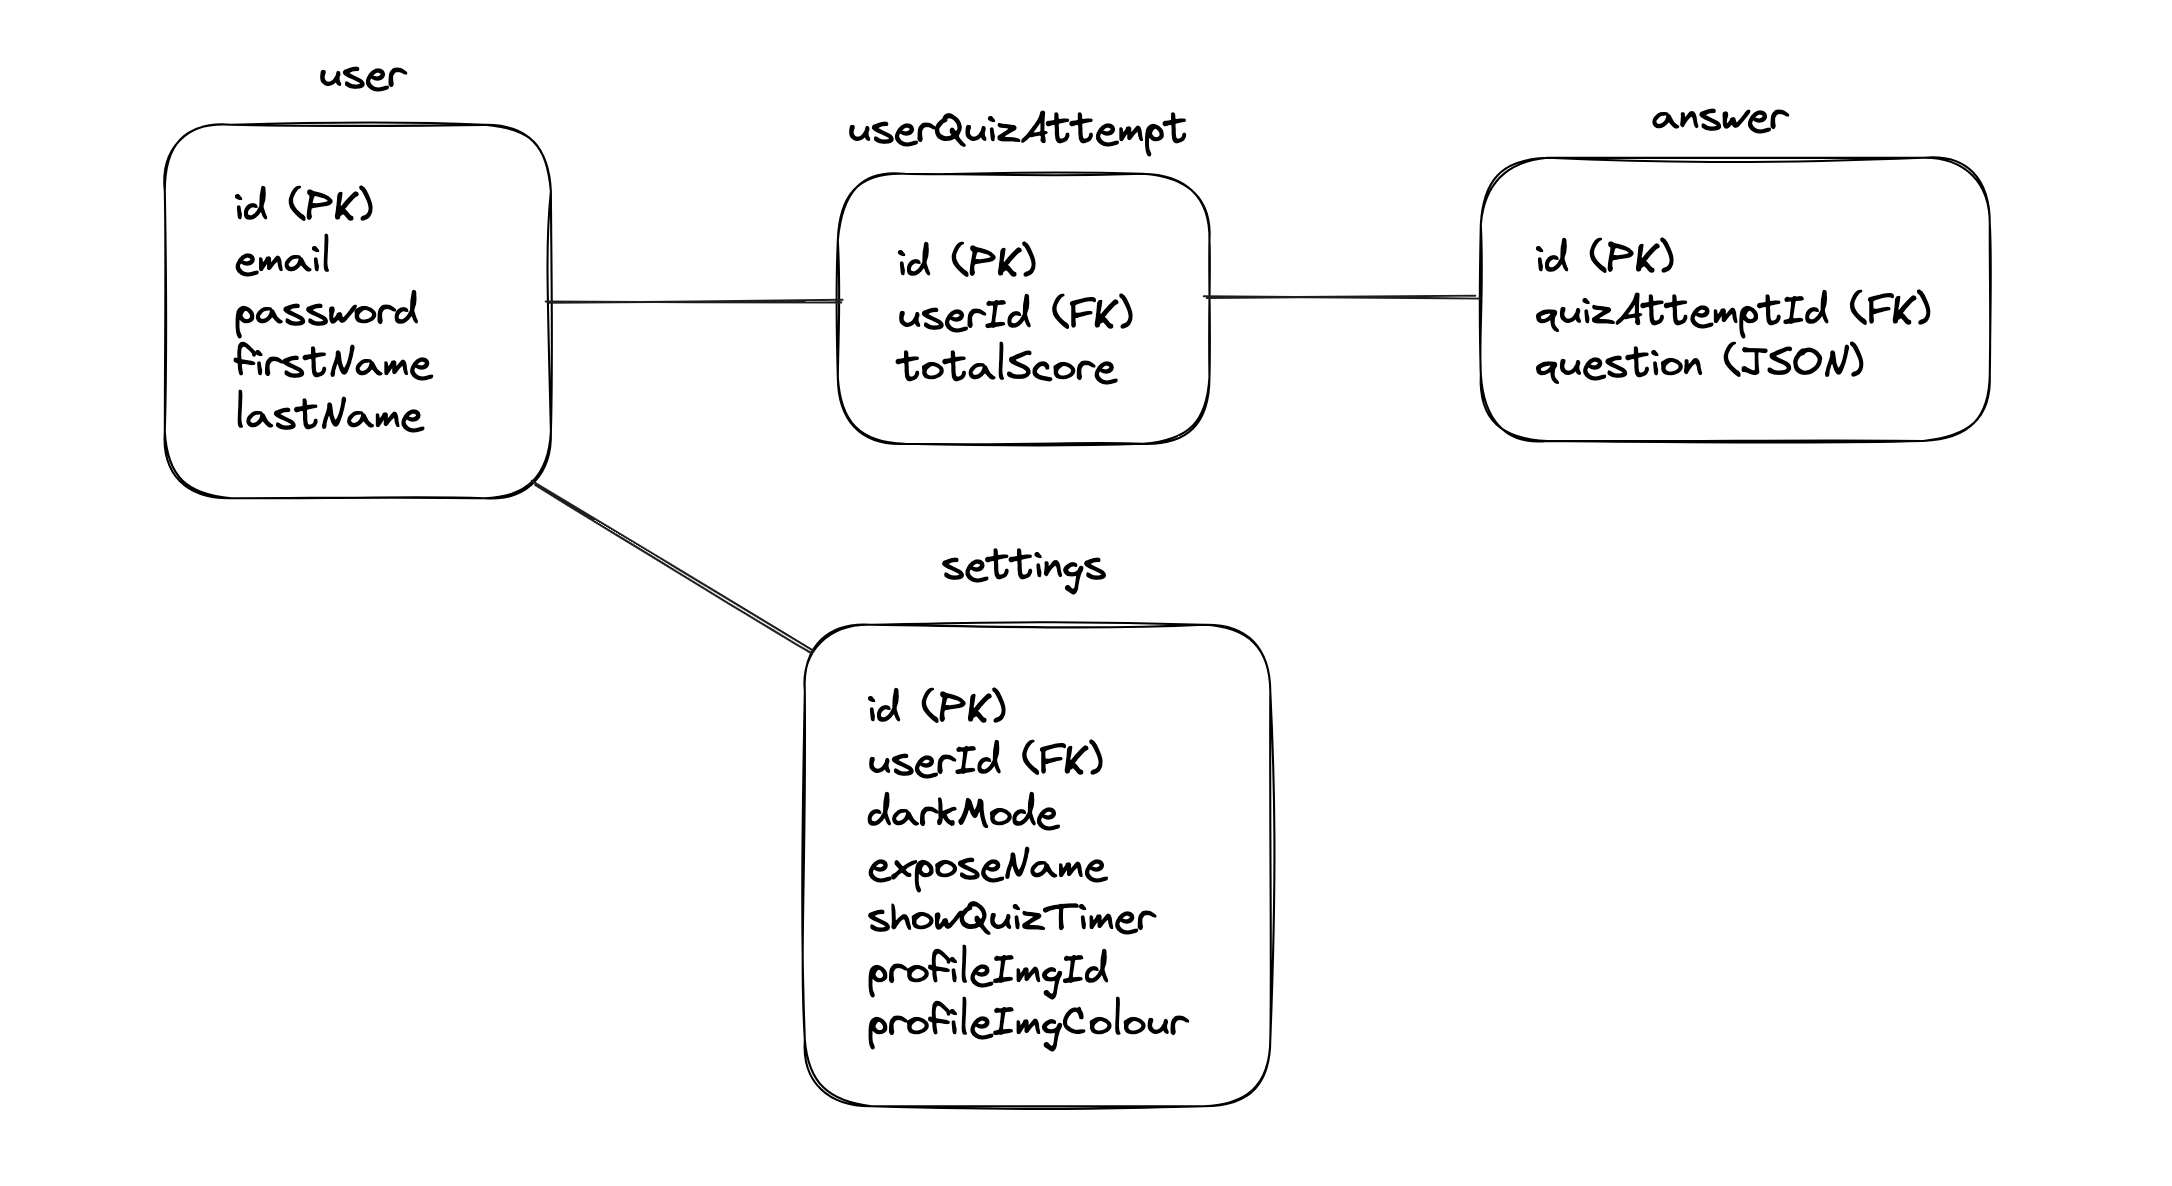 user
id (PK)
email
password
firstName
lastName
userQuizAttempt
id (PK)
userId (FK)
totalScore
answer
id (PK)
quizAttemptId (FK)
question (JSON)
settings
id (PK)
userId (FK)
darkMode
exposeName
showQuizTimer
profileImgId
profileImgColour